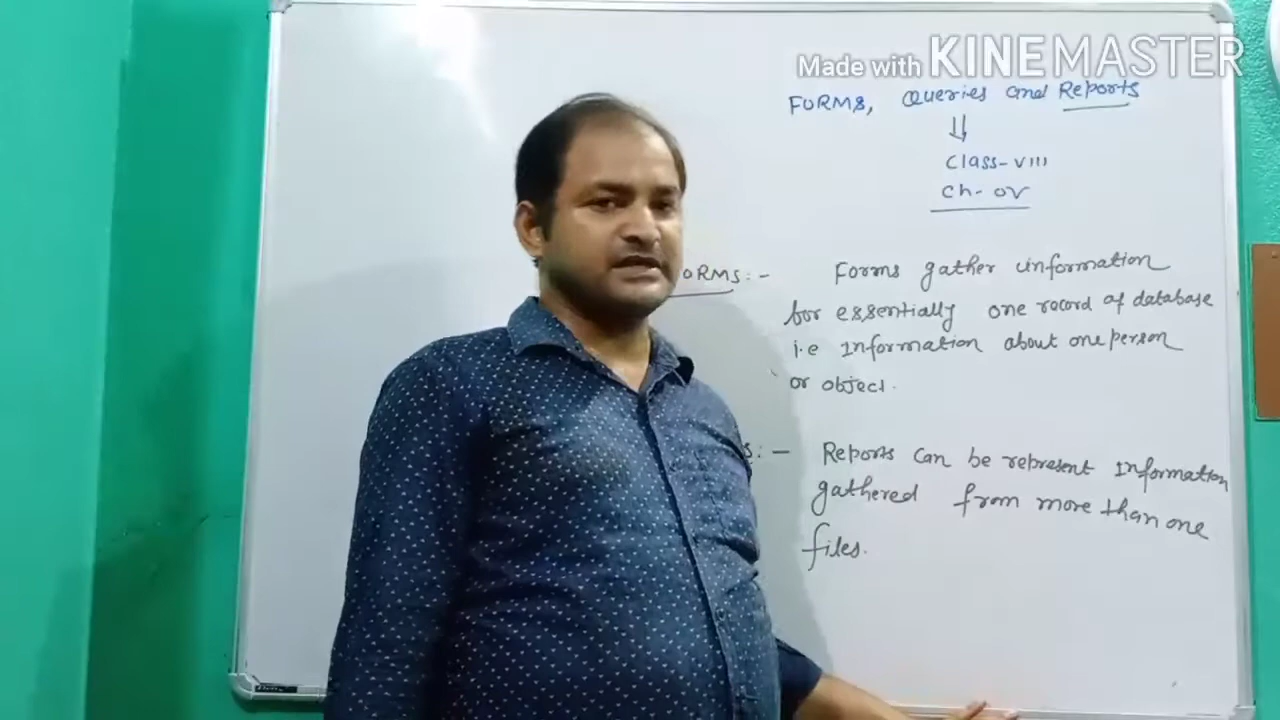 Made with KINEMASTER
FORMS, Queries and Reports
⇓
Class-VIII
Ch-05
ORMS:- Forms gather information
for essentially one record of database
i.e Information about one person
or object.
S:- Reports can be represent Information
gathered from more than one
files.